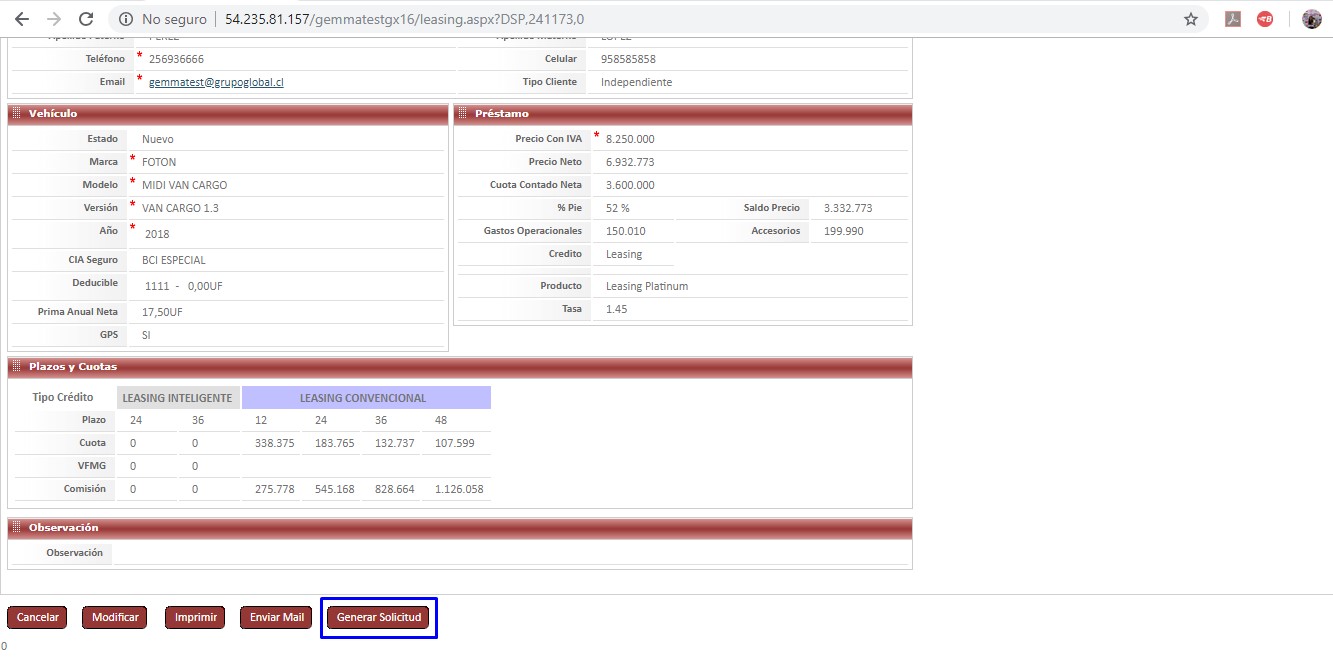 No seguro
54.235.81.157/gemmatestgx16/leasing.aspx?DSP,241173,0
Teléfono * 256936666 Celular 958585858
Email * gemmatest@grupoglobal.cl Tipo Cliente Independiente
Vehículo
Estado Nuevo
Marca * FOTON
Modelo * MIDI VAN CARGO
Versión * VAN CARGO 1.3
Año * 2018
CIA Seguro BCI ESPECIAL
Deducible 1111 - 0,00UF
Prima Anual Neta 17,50UF
GPS SI
Préstamo
Precio Con IVA * 8.250.000
Precio Neto 6.932.773
Cuota Contado Neta 3.600.000
% Pie 52 % Saldo Precio 3.332.773
Gastos Operacionales 150.010 Accesorios 199.990
Credito Leasing
Producto Leasing Platinum
Tasa 1.45
Plazos y Cuotas
Tipo Crédito LEASING INTELIGENTE LEASING CONVENCIONAL
Plazo 24 36 12 24 36 48
Cuota 0 0 338.375 183.765 132.737 107.599
VFMG 0 0
Comisión 0 0 275.778 545.168 828.664 1.126.058
Observación
Observación
Cancelar Modificar Imprimir Enviar Mail Generar Solicitud
0